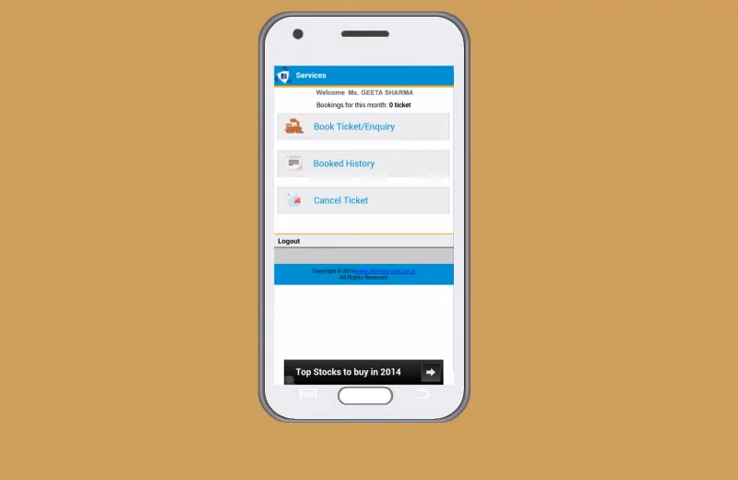 Services
Welcome Ms. GEETA SHARMA
Bookings for this month: 0 ticket
Book Ticket/Enquiry
Booked History
Cancel Ticket
Logout
Copyright © 2014
All Rights Reserved
Top Stocks to buy in 2014